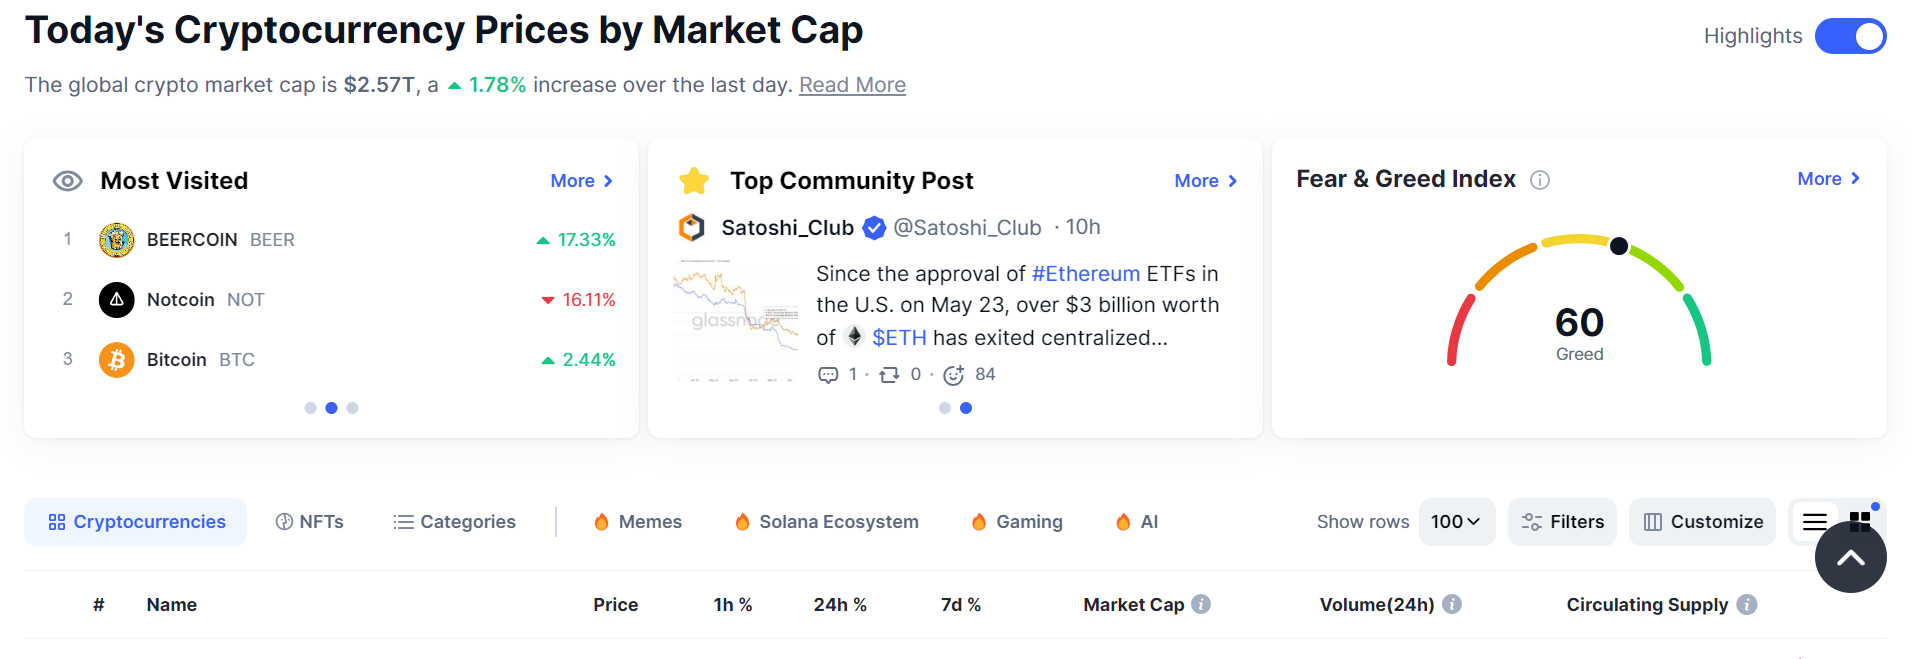 Today's Cryptocurrency Prices by Market Cap
Highlights
The global crypto market cap is $2.57T, a 1.78% increase over the last day. Read More
Most Visited
More
1 BEERCOIN BEER 17.33%
2 Notcoin NOT 16.11%
3 Bitcoin BTC 2.44%
Top Community Post
More
Satoshi_Club @Satoshi_Club · 10h
Since the approval of #Ethereum ETFs in
the U.S. on May 23, over $3 billion worth
of $ETH has exited centralized...
1 · 0 · 84
Fear & Greed Index
More
60
Greed
Cryptocurrencies NFTs Categories Memes Solana Ecosystem Gaming AI Show rows 100 Filters Customize
# Name Price 1h % 24h % 7d % Market Cap Volume(24h) Circulating Supply